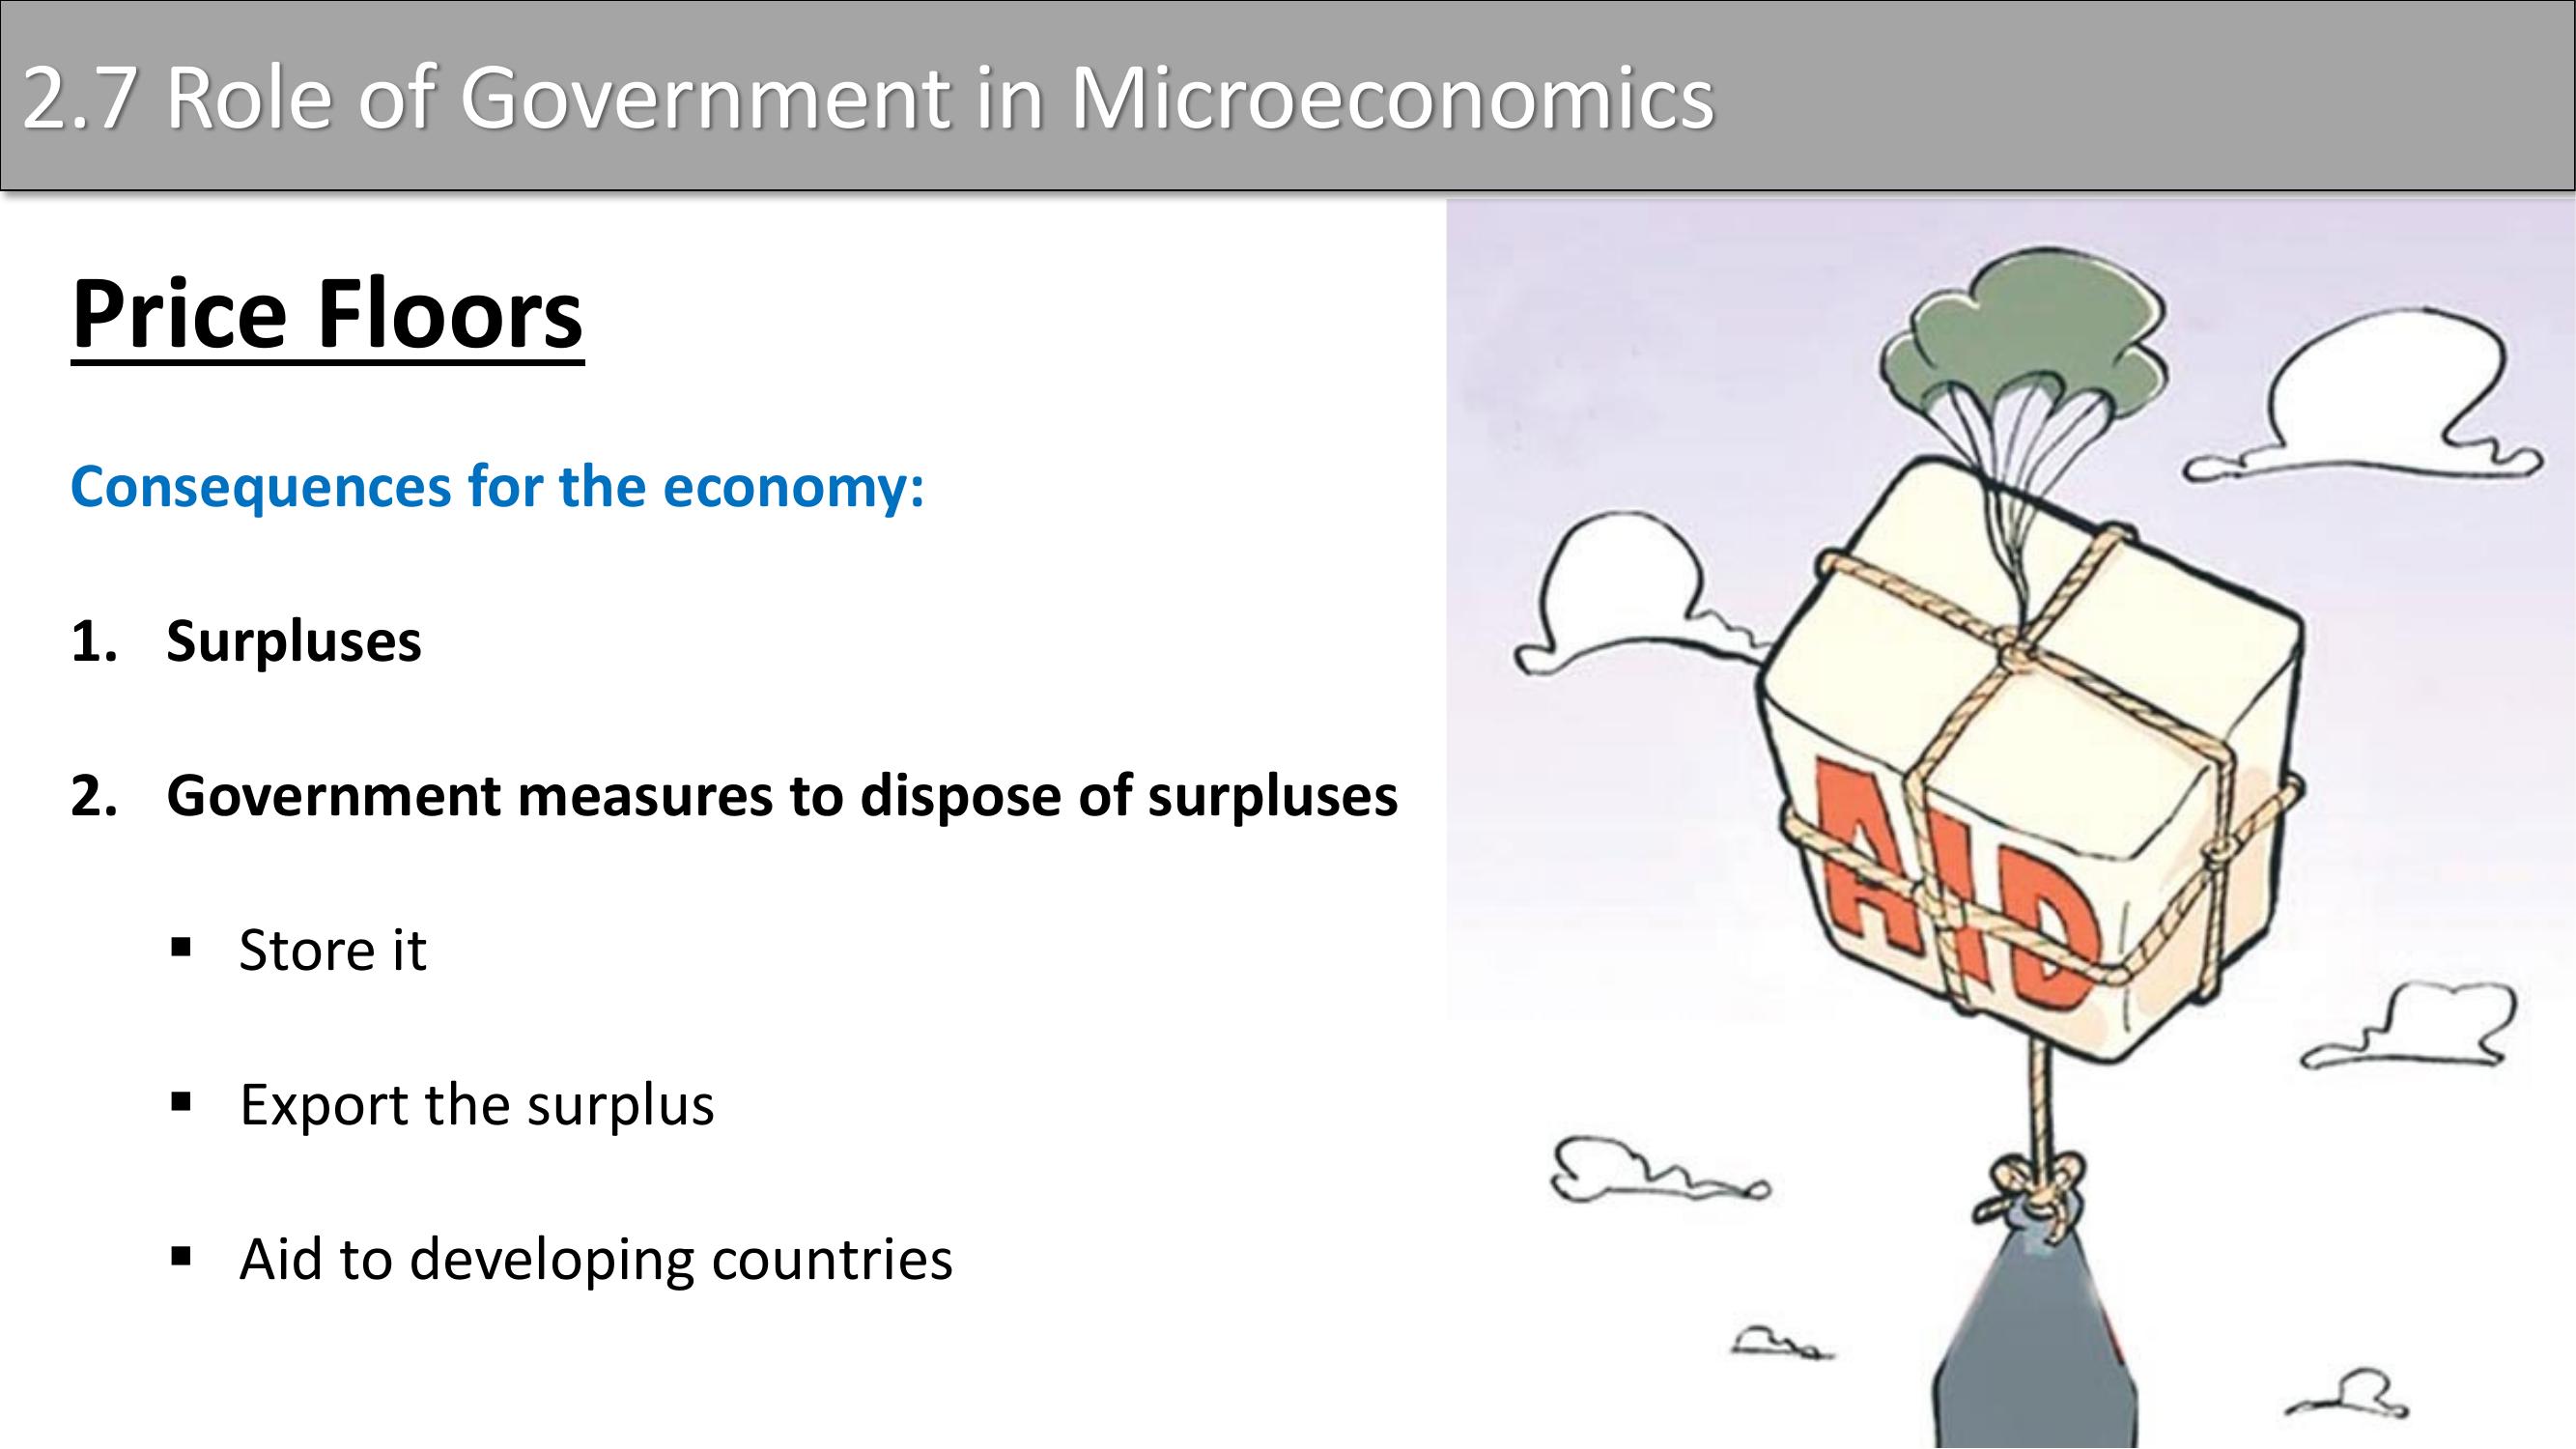 2.7 Role of Government in Microeconomics
Price Floors
Consequences for the economy:
1. Surpluses
2. Government measures to dispose of surpluses
▪ Store it
▪ Export the surplus
▪ Aid to developing countries
AID